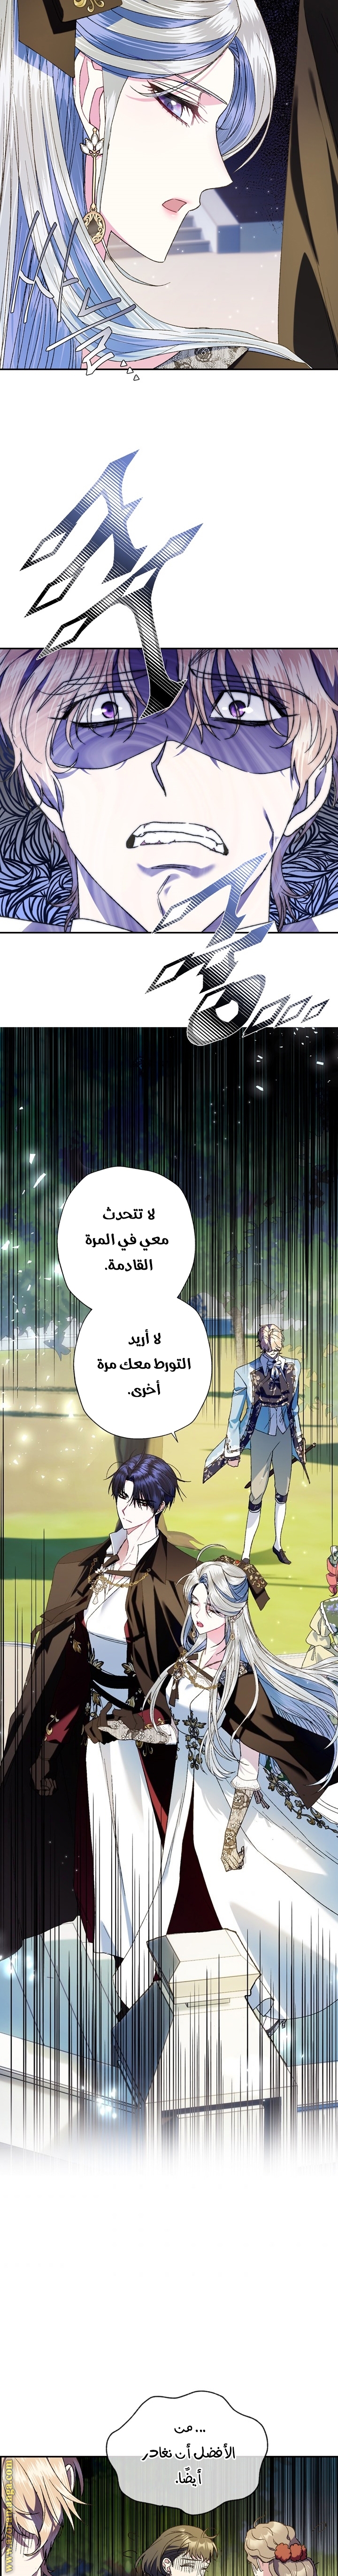 لا تتحدث
معي في المرة
القادمة.
لا أريد
التورط معك مرة
أخرى.
... من
الأفضل أن نغادر
أيضًا.